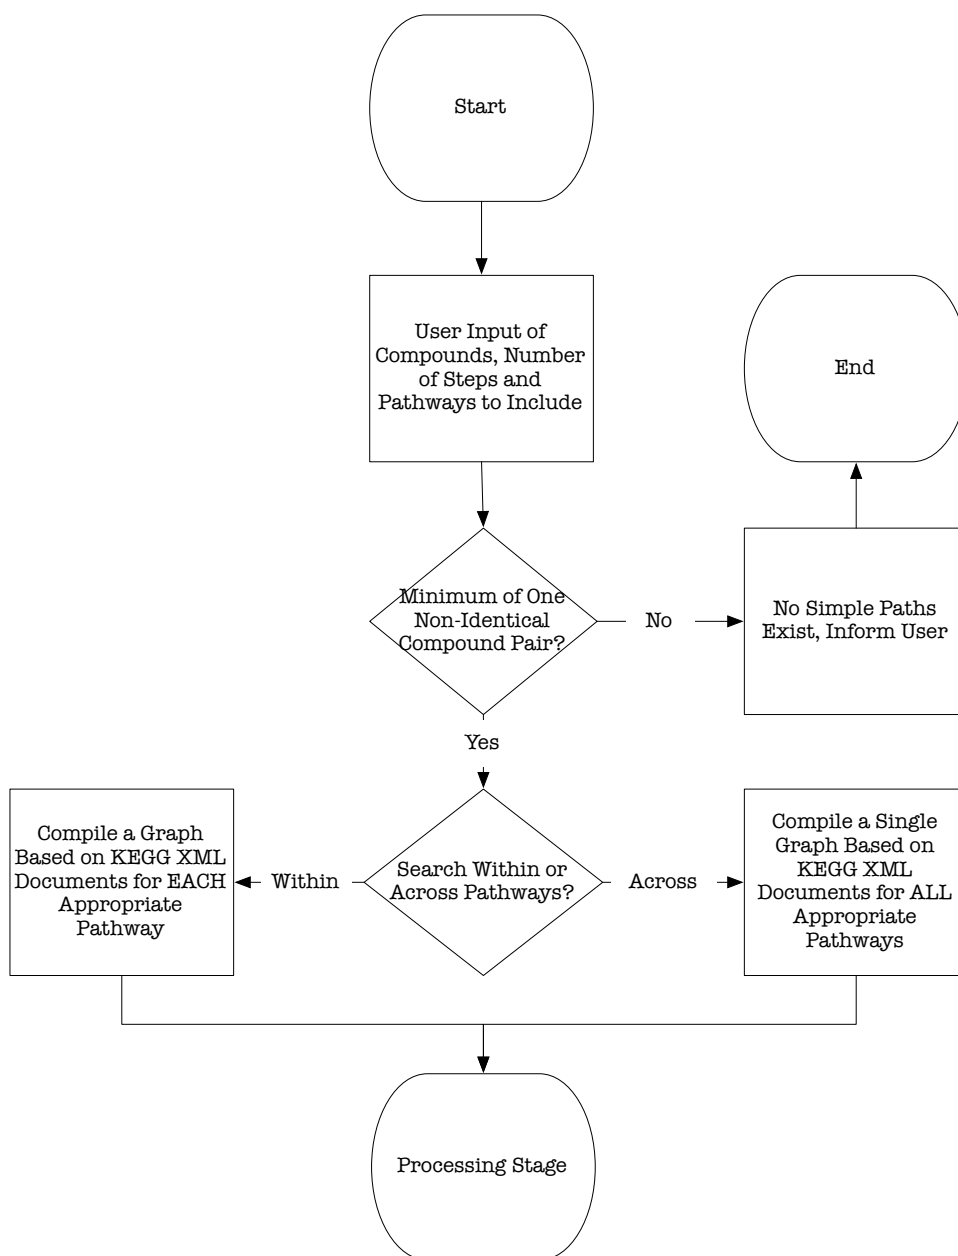 Start
User Input of
Compounds, Number
of Steps and
Pathways to Include
End
Minimum of One
Non-Identical
Compound Pair?
No
No Simple Paths
Exist, Inform User
Yes
Compile a Graph
Based on KEGG XML
Documents for EACH
Appropriate
Pathway
Within
Search Within or
Across Pathways?
Across
Compile a Single
Graph Based on
KEGG XML
Documents for ALL
Appropriate
Pathways
Processing Stage